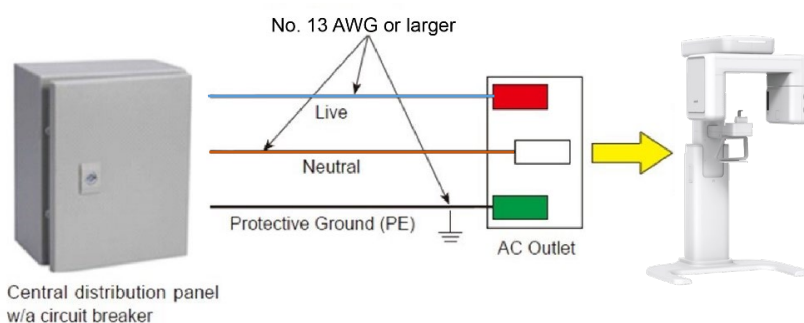 No. 13 AWG or larger
Live
Neutral
Protective Ground (PE)
AC Outlet
Central distribution panel
w/a circuit breaker